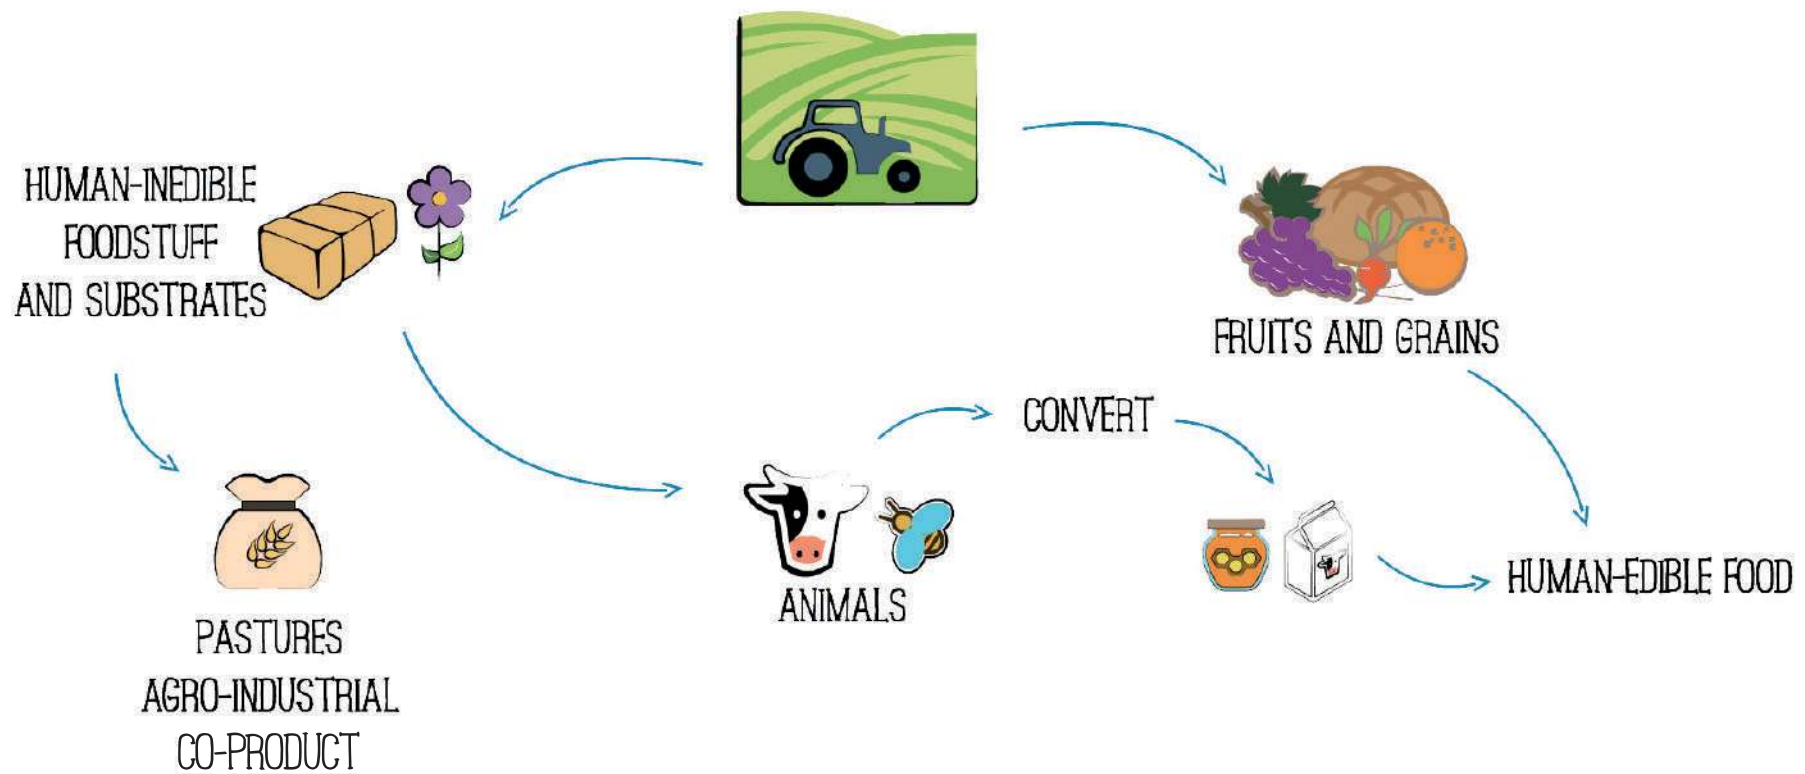 HUMAN-INEDIBLE
FOODSTUFF
AND SUBSTRATES
FRUITS AND GRAINS
CONVERT
ANIMALS
HUMAN-EDIBLE FOOD
PASTURES
AGRO-INDUSTRIAL
CO-PRODUCT